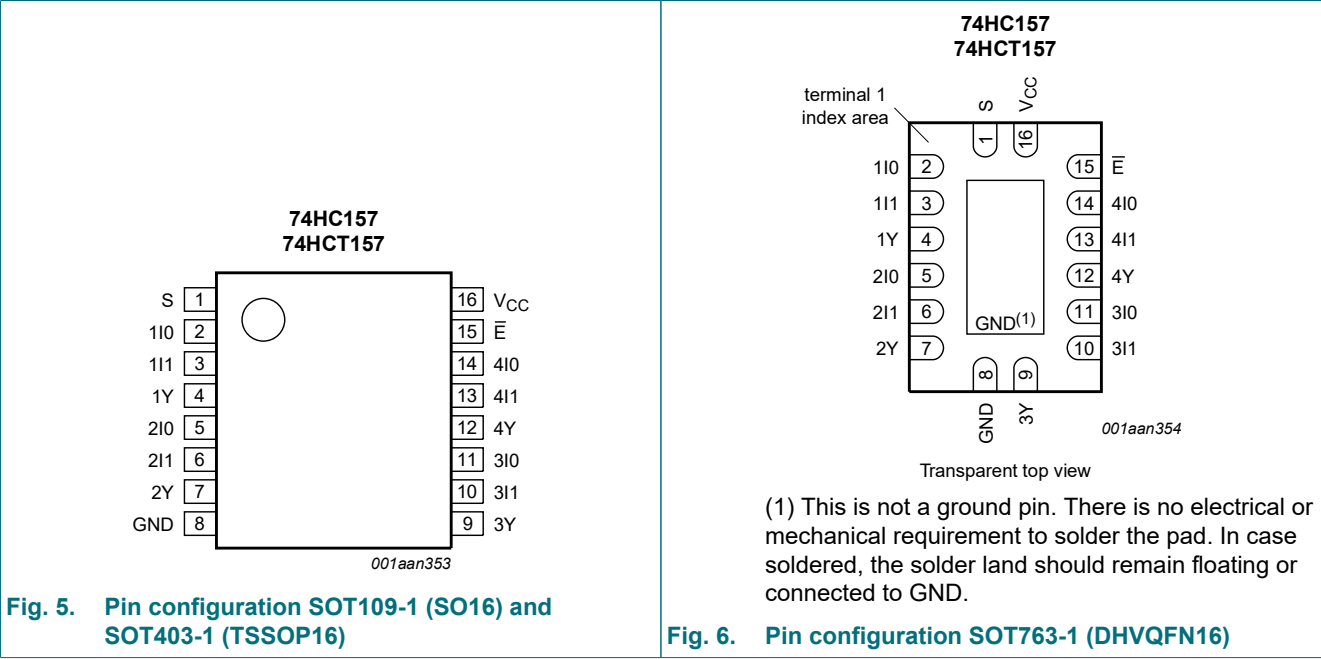 74HC157
74HCT157
S 1
1I0 2
1I1 3
1Y 4
2I0 5
2I1 6
2Y 7
GND 8
16 VCC
15 E̅
14 4I0
13 4I1
12 4Y
11 3I0
10 3I1
9 3Y
001aan353
Fig. 5. Pin configuration SOT109-1 (SO16) and
SOT403-1 (TSSOP16)
74HC157
74HCT157
terminal 1
index area
S VCC
1 16
1I0 2
1I1 3
1Y 4
2I0 5
2I1 6
2Y 7
15 E̅
14 4I0
13 4I1
12 4Y
11 3I0
10 3I1
GND(1)
8 9
GND 3Y
001aan354
Transparent top view
(1) This is not a ground pin. There is no electrical or
mechanical requirement to solder the pad. In case
soldered, the solder land should remain floating or
connected to GND.
Fig. 6. Pin configuration SOT763-1 (DHVQFN16)